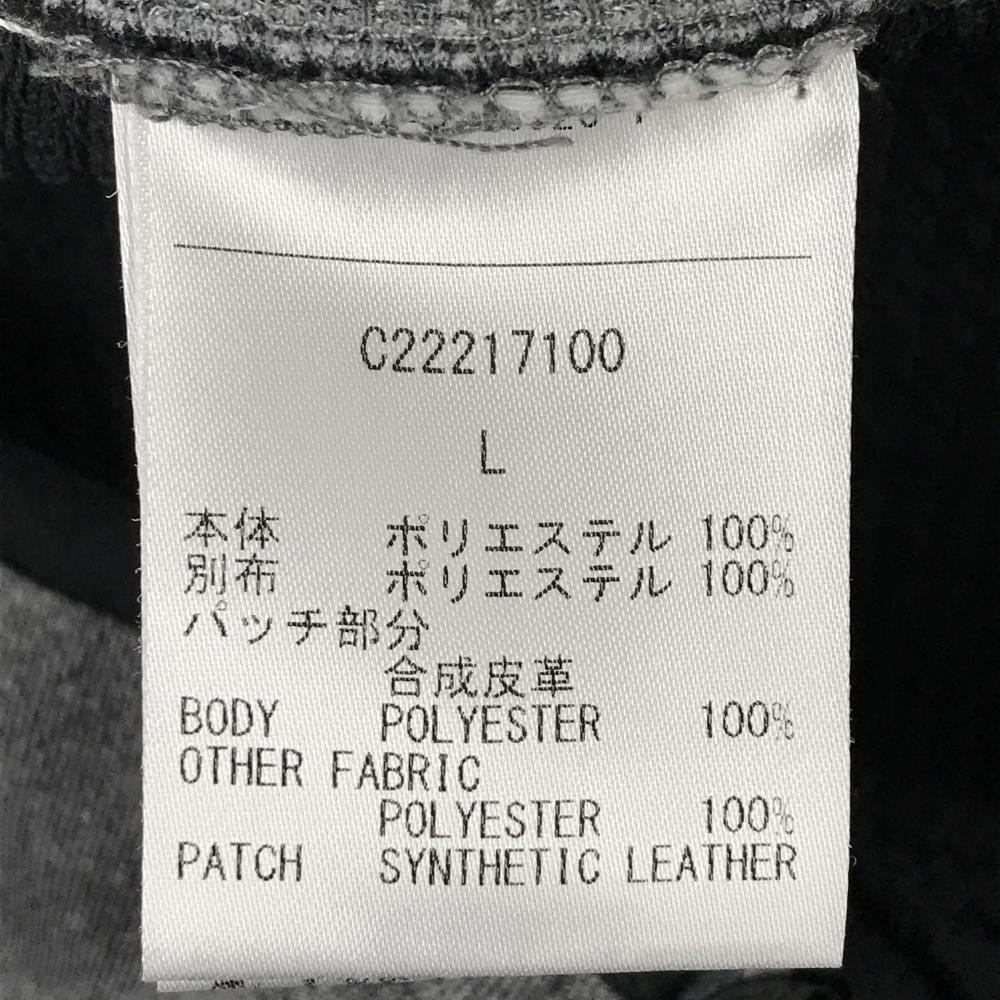 C22217100
L
本体 ポリエステル 100%
別布 ポリエステル 100%
パッチ部分
合成皮革
BODY POLYESTER 100%
OTHER FABRIC
POLYESTER 100%
PATCH SYNTHETIC LEATHER